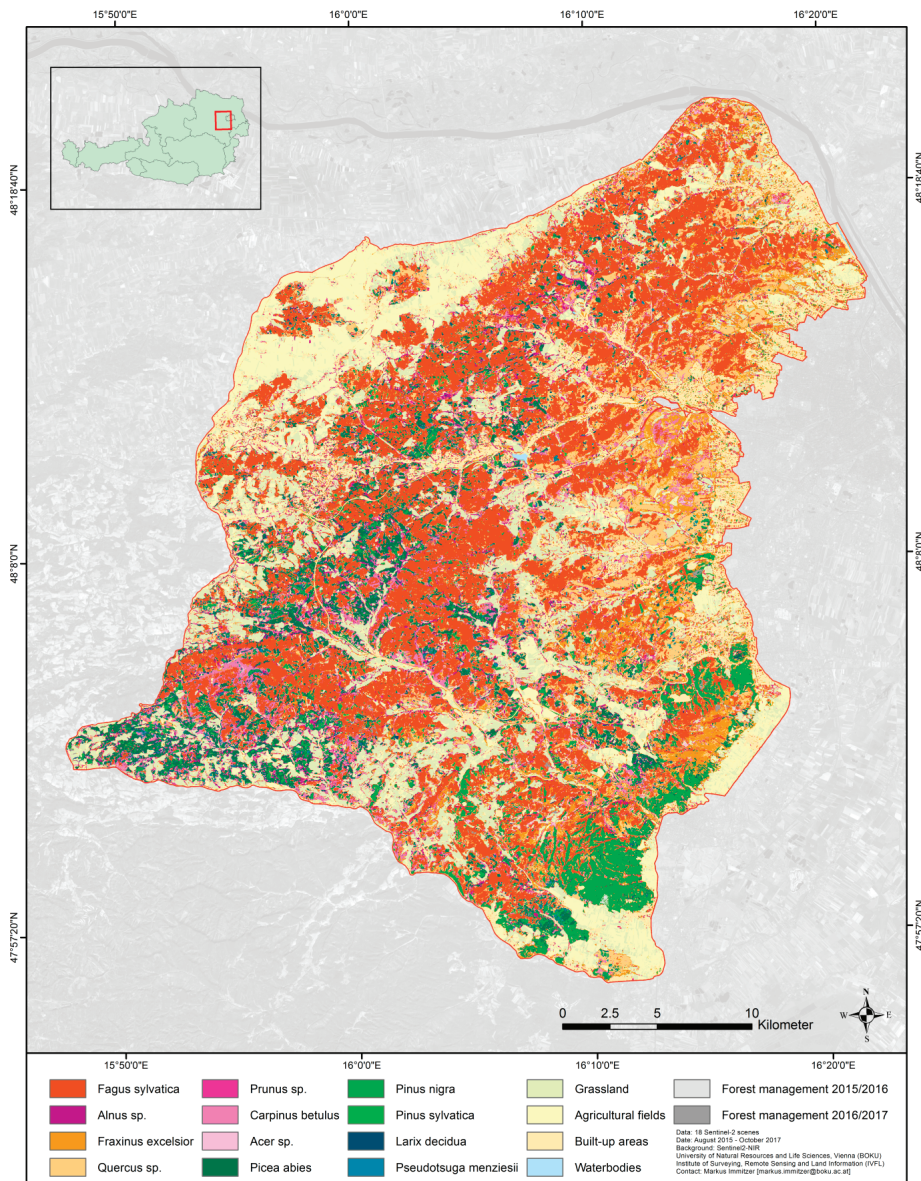 15°50'0"E 16°0'0"E 16°10'0"E 16°20'0"E
48°18'40"N 48°18'40"N
48°8'0"N 48°8'0"N
47°57'20"N 47°57'20"N
N
W E
S
0 2.5 5 10
Kilometer
15°50'0"E 16°0'0"E 16°10'0"E 16°20'0"E
Fagus sylvatica Prunus sp. Pinus nigra Grassland Forest management 2015/2016
Alnus sp. Carpinus betulus Pinus sylvatica Agricultural fields Forest management 2016/2017
Fraxinus excelsior Acer sp. Larix decidua Built-up areas
Quercus sp. Picea abies Pseudotsuga menziesii Waterbodies
Data: 18 Sentinel-2 scenes
Date: August 2015 - October 2017
Background: Sentinel2-NIR
University of Natural Resources and Life Sciences, Vienna (BOKU)
Institute of Surveying, Remote Sensing and Land Information (IVFL)
Contact: Markus Immitzer [markus.immitzer@boku.ac.at]